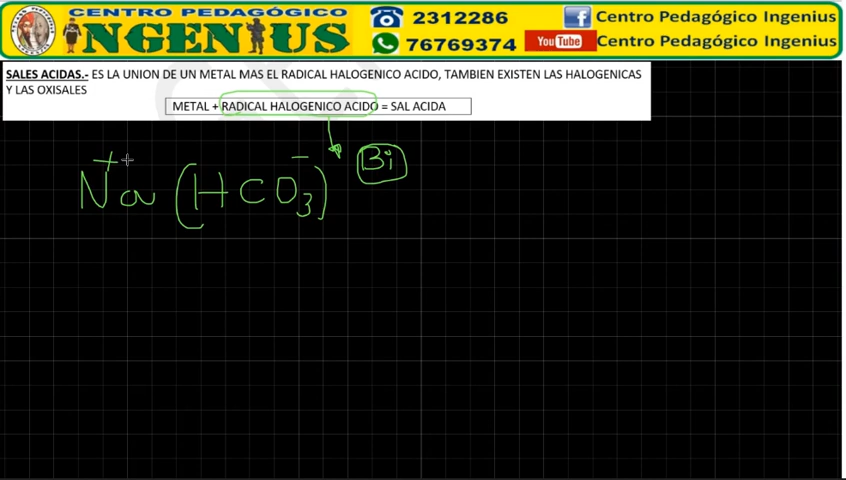 CENTRO PEDAGÓGICO
INGENIUS
2312286
76769374
Centro Pedagógico Ingenius
YouTube Centro Pedagógico Ingenius
SALES ACIDAS.- ES LA UNION DE UN METAL MAS EL RADICAL HALOGENICO ACIDO, TAMBIEN EXISTEN LAS HALOGENICAS
Y LAS OXISALES
METAL + RADICAL HALOGENICO ACIDO = SAL ACIDA
Bi
Na⁺ (HCO₃⁻)